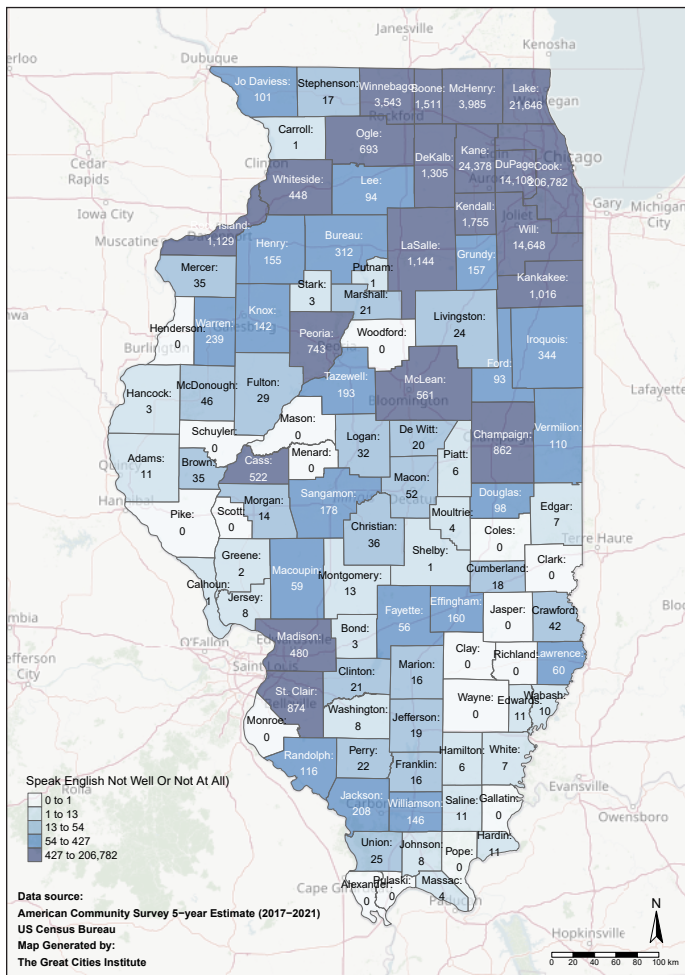 Janesville
Kenosha
Dubuque
Jo Daviess:
101
Stephenson:
17
Winnebago:
3,543
Boone:
1,511
McHenry:
3,985
Lake:
21,646
Carroll:
1
Ogle:
693
DeKalb:
1,305
Kane:
24,378
DuPage:
14,108
Cook:
206,782
Chicago
Rockford
Clinton
Cedar
Rapids
Whiteside:
448
Lee:
94
Kendall:
1,755
Joliet
Will:
14,648
Gary
Michigan
City
Iowa City
Muscatine
Island:
1,129
Henry:
155
Bureau:
312
LaSalle:
1,144
Grundy:
157
Kankakee:
1,016
Mercer:
35
Putnam:
1
Stark:
3
Marshall:
21
Livingston:
24
Henderson:
0
Burlington
Warren:
239
Knox:
142
Peoria:
743
Woodford:
0
Iroquois:
344
Ford:
93
Hancock:
3
McDonough:
46
Fulton:
29
Tazewell:
193
McLean:
561
Bloomington
Lafayette
Mason:
0
Schuyler:
0
Logan:
32
De Witt:
20
Champaign:
862
Vermilion:
110
Adams:
11
Brown:
35
Cass:
522
Menard:
0
Piatt:
6
Macon:
52
Hannibal
Pike:
0
Scott:
0
Morgan:
14
Sangamon:
178
Christian:
36
Moultrie:
4
Douglas:
98
Coles:
0
Edgar:
7
Terre Haute
Greene:
2
Macoupin:
59
Montgomery:
13
Shelby:
1
Cumberland:
18
Clark:
0
Calhoun:
1
Jersey:
8
Fayette:
56
Effingham:
160
Jasper:
0
Crawford:
42
O'Fallon
Jefferson
City
Madison:
480
Bond:
3
Clay:
0
Richland:
0
Lawrence:
60
Saint Louis
St. Clair:
874
Clinton:
21
Marion:
16
Wayne:
0
Edwards:
11
Wabash:
10
Monroe:
0
Washington:
8
Jefferson:
19
Randolph:
116
Perry:
22
Franklin:
16
Hamilton:
6
White:
7
Evansville
Owensboro
Jackson:
208
Williamson:
146
Saline:
11
Gallatin:
0
Union:
25
Johnson:
8
Pope:
0
Hardin:
11
Alexander:
0
Pulaski:
0
Massac:
4
Cape Girardeau
Paducah
Hopkinsville
Rolla
Speak English Not Well Or Not At All)
0 to 1
1 to 13
13 to 54
54 to 427
427 to 206,782
Data source:
American Community Survey 5−year Estimate (2017−2021)
US Census Bureau
Map Generated by:
The Great Cities Institute
N
0 20 40 60 80 100 km